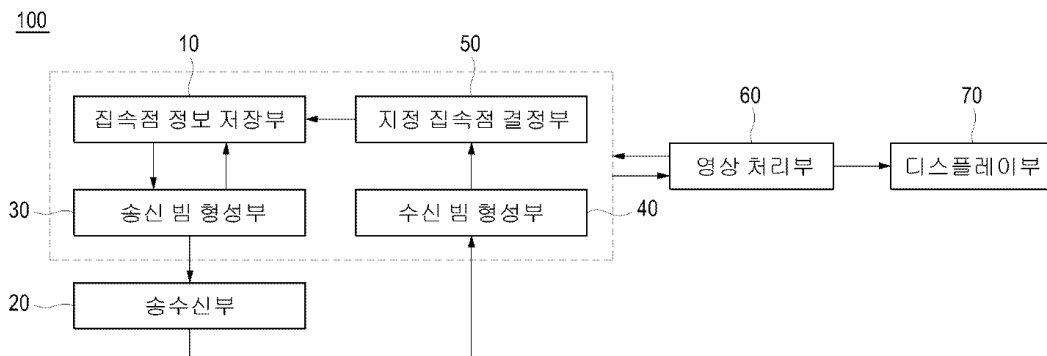 100
10
50
60
70
집속점 정보 저장부
지정 집속점 결정부
영상 처리부
디스플레이부
30
송신 빔 형성부
수신 빔 형성부
40
20
송수신부